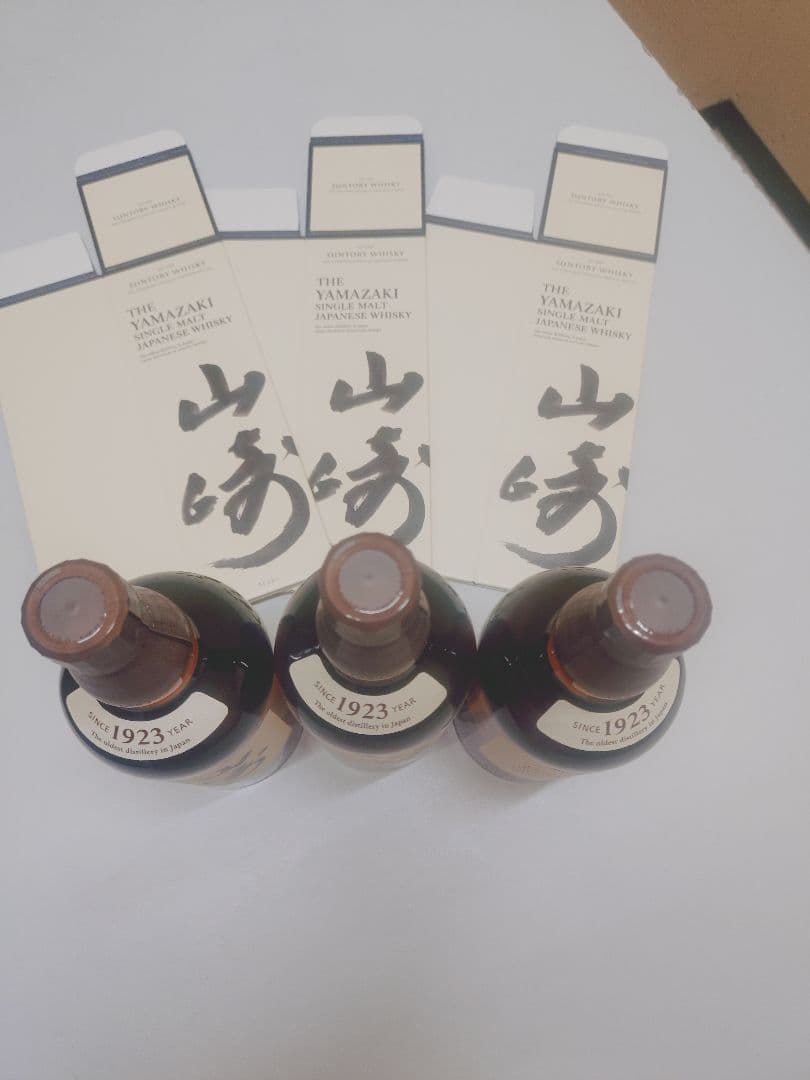 SUNTORY WHISKY
SUNTORY WHISKY
THE
YAMAZAKI
SINGLE MALT
JAPANESE WHISKY
山
崎
SUNTORY WHISKY
SUNTORY WHISKY
THE
YAMAZAKI
SINGLE MALT
JAPANESE WHISKY
山
崎
SUNTORY WHISKY
SUNTORY WHISKY
THE
YAMAZAKI
SINGLE MALT
JAPANESE WHISKY
山
崎
SINCE 1923 YEAR
The oldest distillery in Japan
SINCE 1923 YEAR
The oldest distillery in Japan
SINCE 1923 YEAR
The oldest distillery in Japan